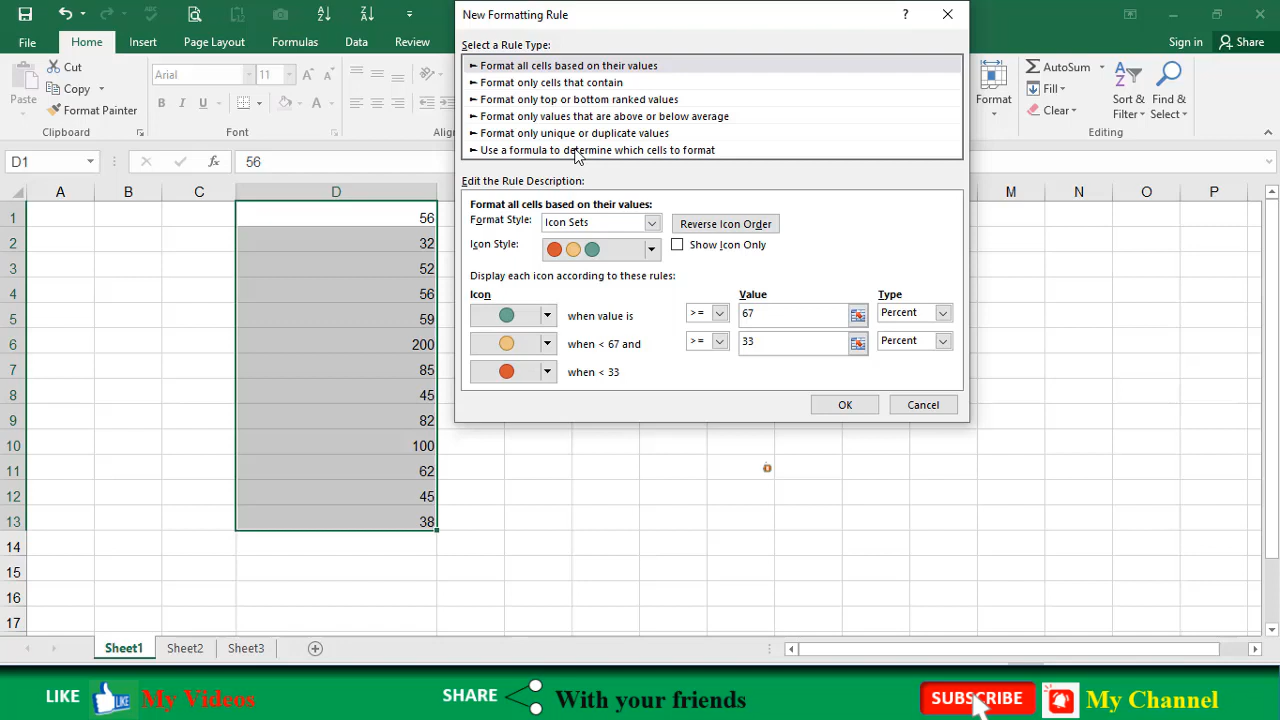 New Formatting Rule
?
File Home Insert Page Layout Formulas Data Review
Sign in Share
Paste
Cut
Copy
Format Painter
Clipboard
Arial 11
B I U
A
Font
Format
AutoSum
Fill
Clear
Sort & Filter
Find & Select
Editing
D1
fx
56
A B C D M N O P
1 56
2 32
3 52
4 56
5 59
6 200
7 85
8 45
9 82
10 100
11 62
12 45
13 38
14
15
16
17
Select a Rule Type:
► Format all cells based on their values
► Format only cells that contain
► Format only top or bottom ranked values
► Format only values that are above or below average
► Format only unique or duplicate values
► Use a formula to determine which cells to format
Edit the Rule Description:
Format all cells based on their values:
Format Style: Icon Sets Reverse Icon Order
Icon Style: Show Icon Only
Display each icon according to these rules:
Icon Value Type
when value is >= 67 Percent
when < 67 and >= 33 Percent
when < 33
OK Cancel
Sheet1 Sheet2 Sheet3
LIKE LIKE My Videos SHARE With your friends SUBSCRIBE My Channel